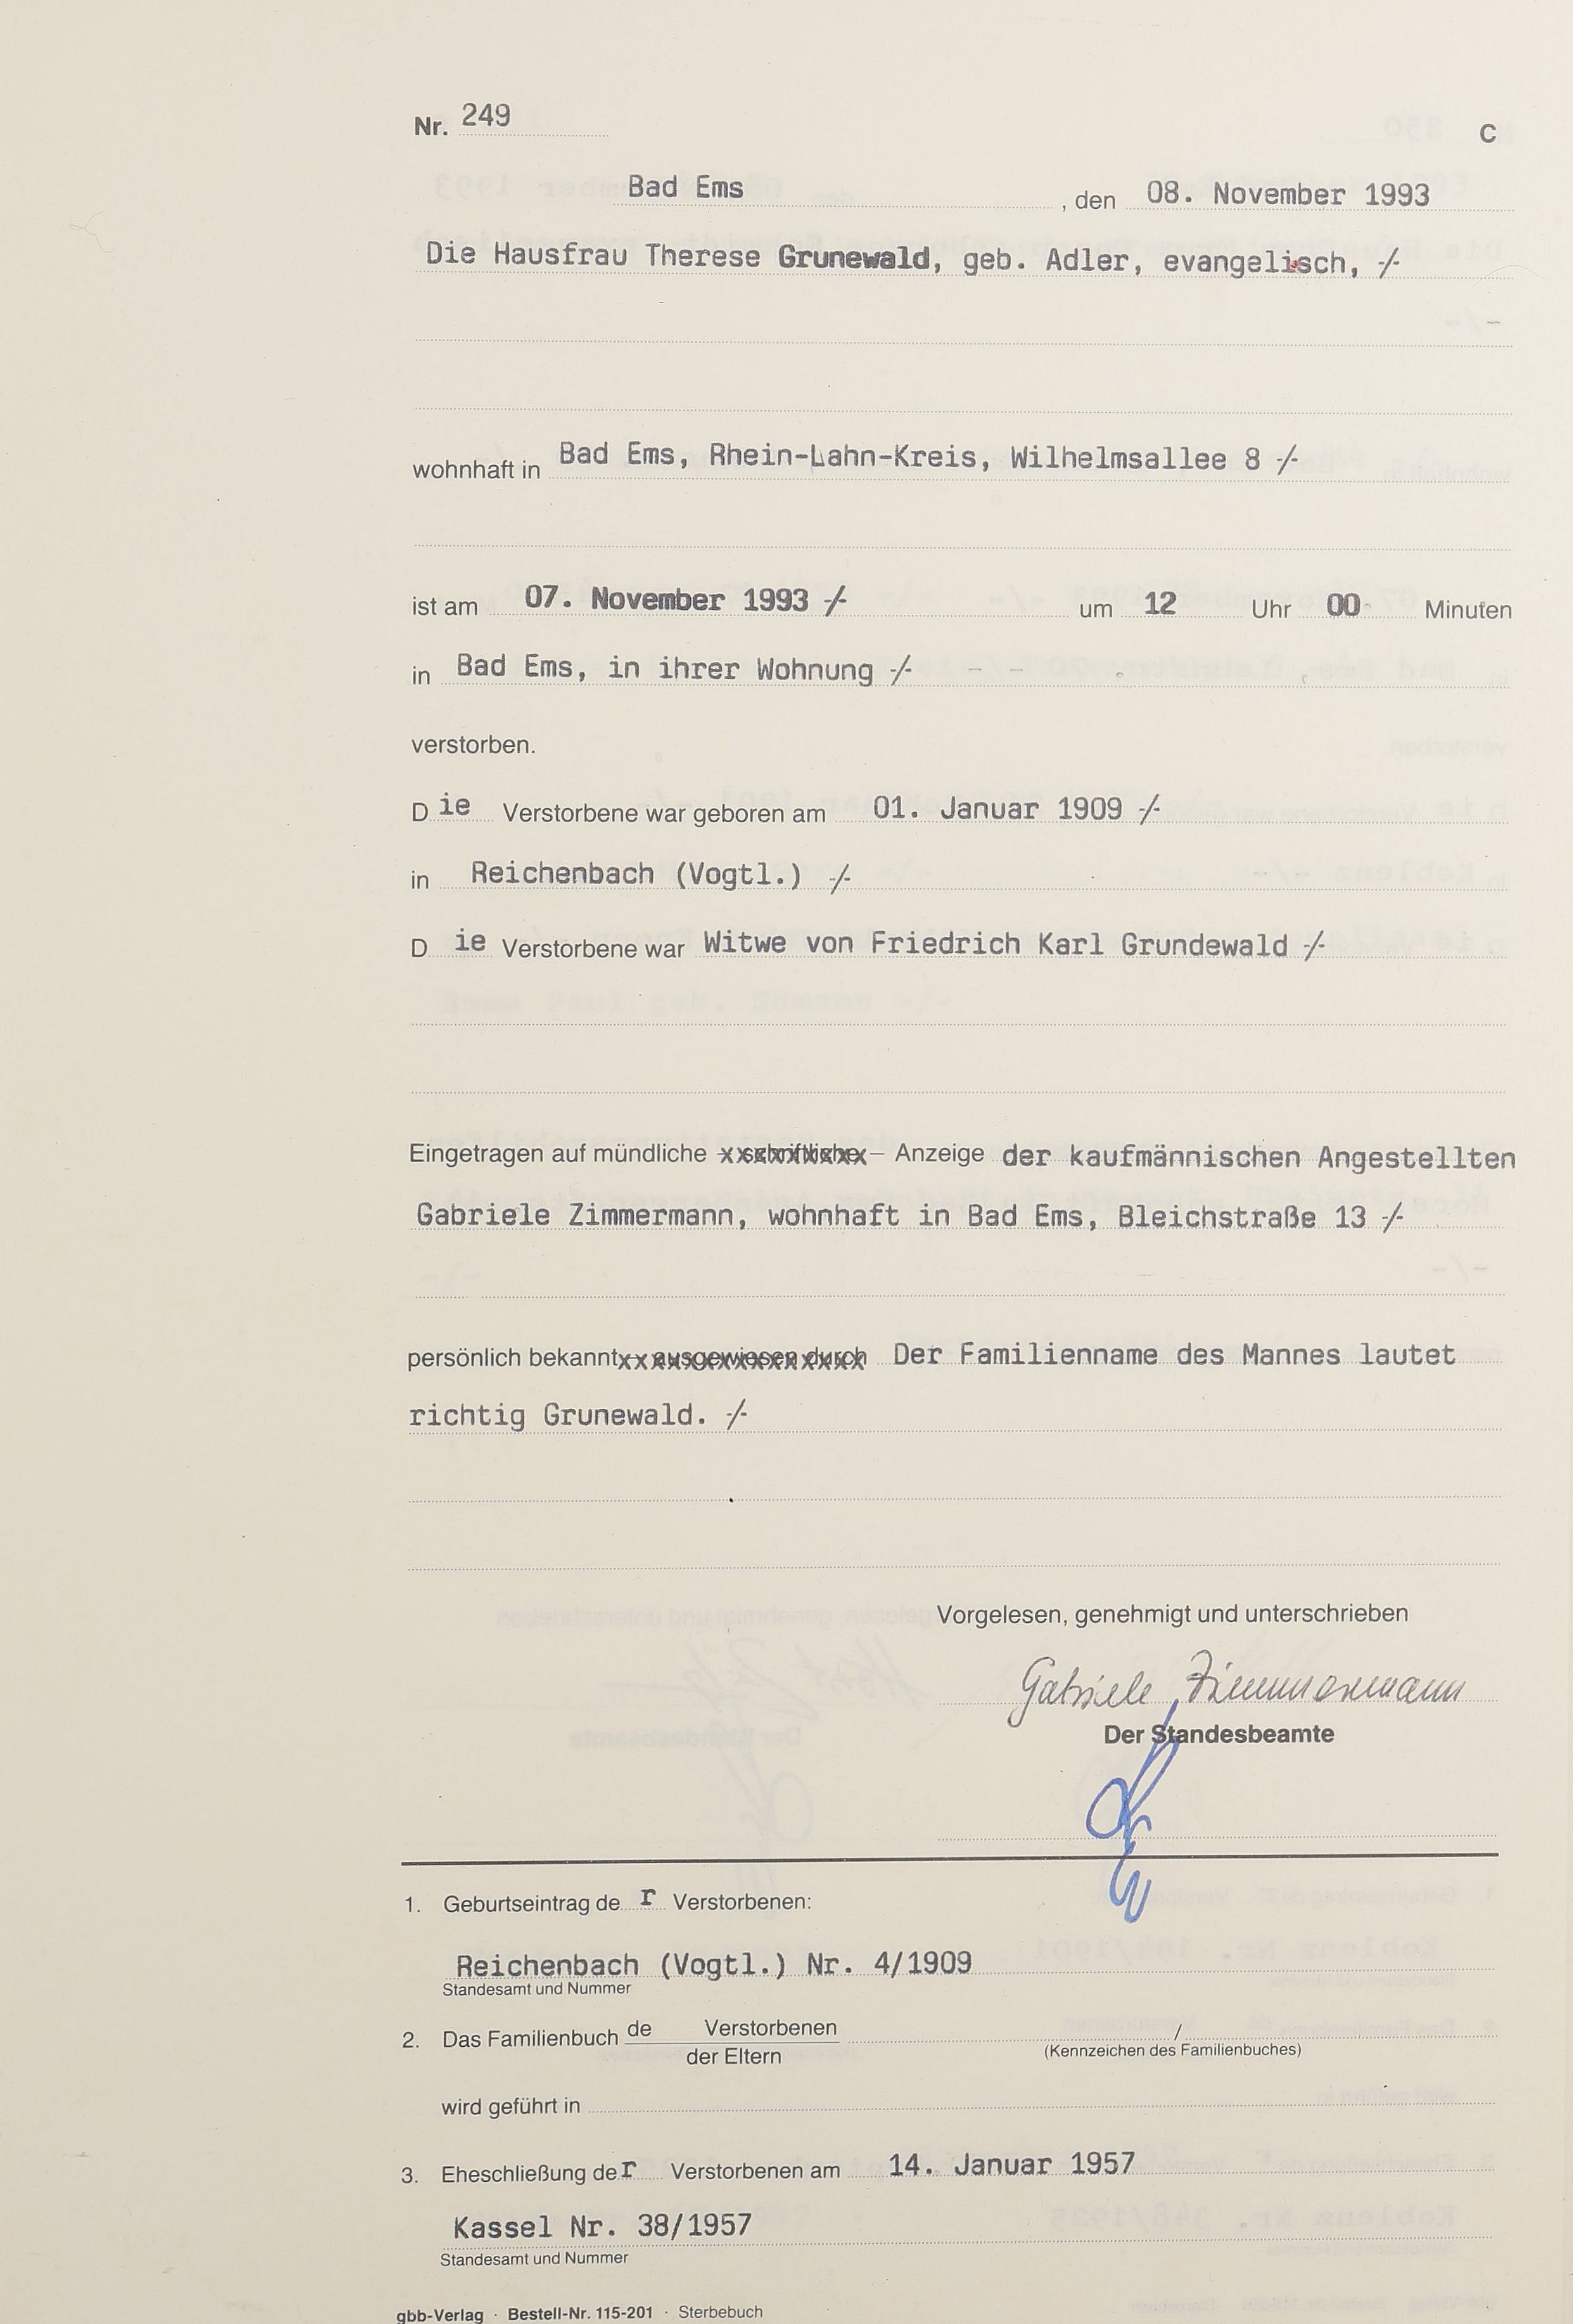 Nr. 249
C
Bad Ems , den 08. November 1993
Die Hausfrau Therese Grunewald, geb. Adler, evangelisch, -/-
wohnhaft in Bad Ems, Rhein-Lahn-Kreis, Wilhelmsallee 8 -/-
ist am 07. November 1993 -/- um 12 Uhr 00 Minuten
in Bad Ems, in ihrer Wohnung -/-
verstorben.
Die Verstorbene war geboren am 01. Januar 1909 -/-
in Reichenbach (Vogtl.) -/-
Die Verstorbene war Witwe von Friedrich Karl Grundewald -/-
Eingetragen auf mündliche – schriftliche – Anzeige der kaufmännischen Angestellten
Gabriele Zimmermann, wohnhaft in Bad Ems, Bleichstraße 13 -/-
persönlich bekannt – ausgewiesen durch Der Familienname des Mannes lautet
richtig Grunewald. -/-
Vorgelesen, genehmigt und unterschrieben
Gabriele Zimmermann
Der Standesbeamte
1. Geburtseintrag der Verstorbenen:
Reichenbach (Vogtl.) Nr. 4/1909
Standesamt und Nummer
2. Das Familienbuch de Verstorbenen /
der Eltern (Kennzeichen des Familienbuches)
wird geführt in
3. Eheschließung der Verstorbenen am 14. Januar 1957
Kassel Nr. 38/1957
Standesamt und Nummer
gbb-Verlag · Bestell-Nr. 115-201 · Sterbebuch